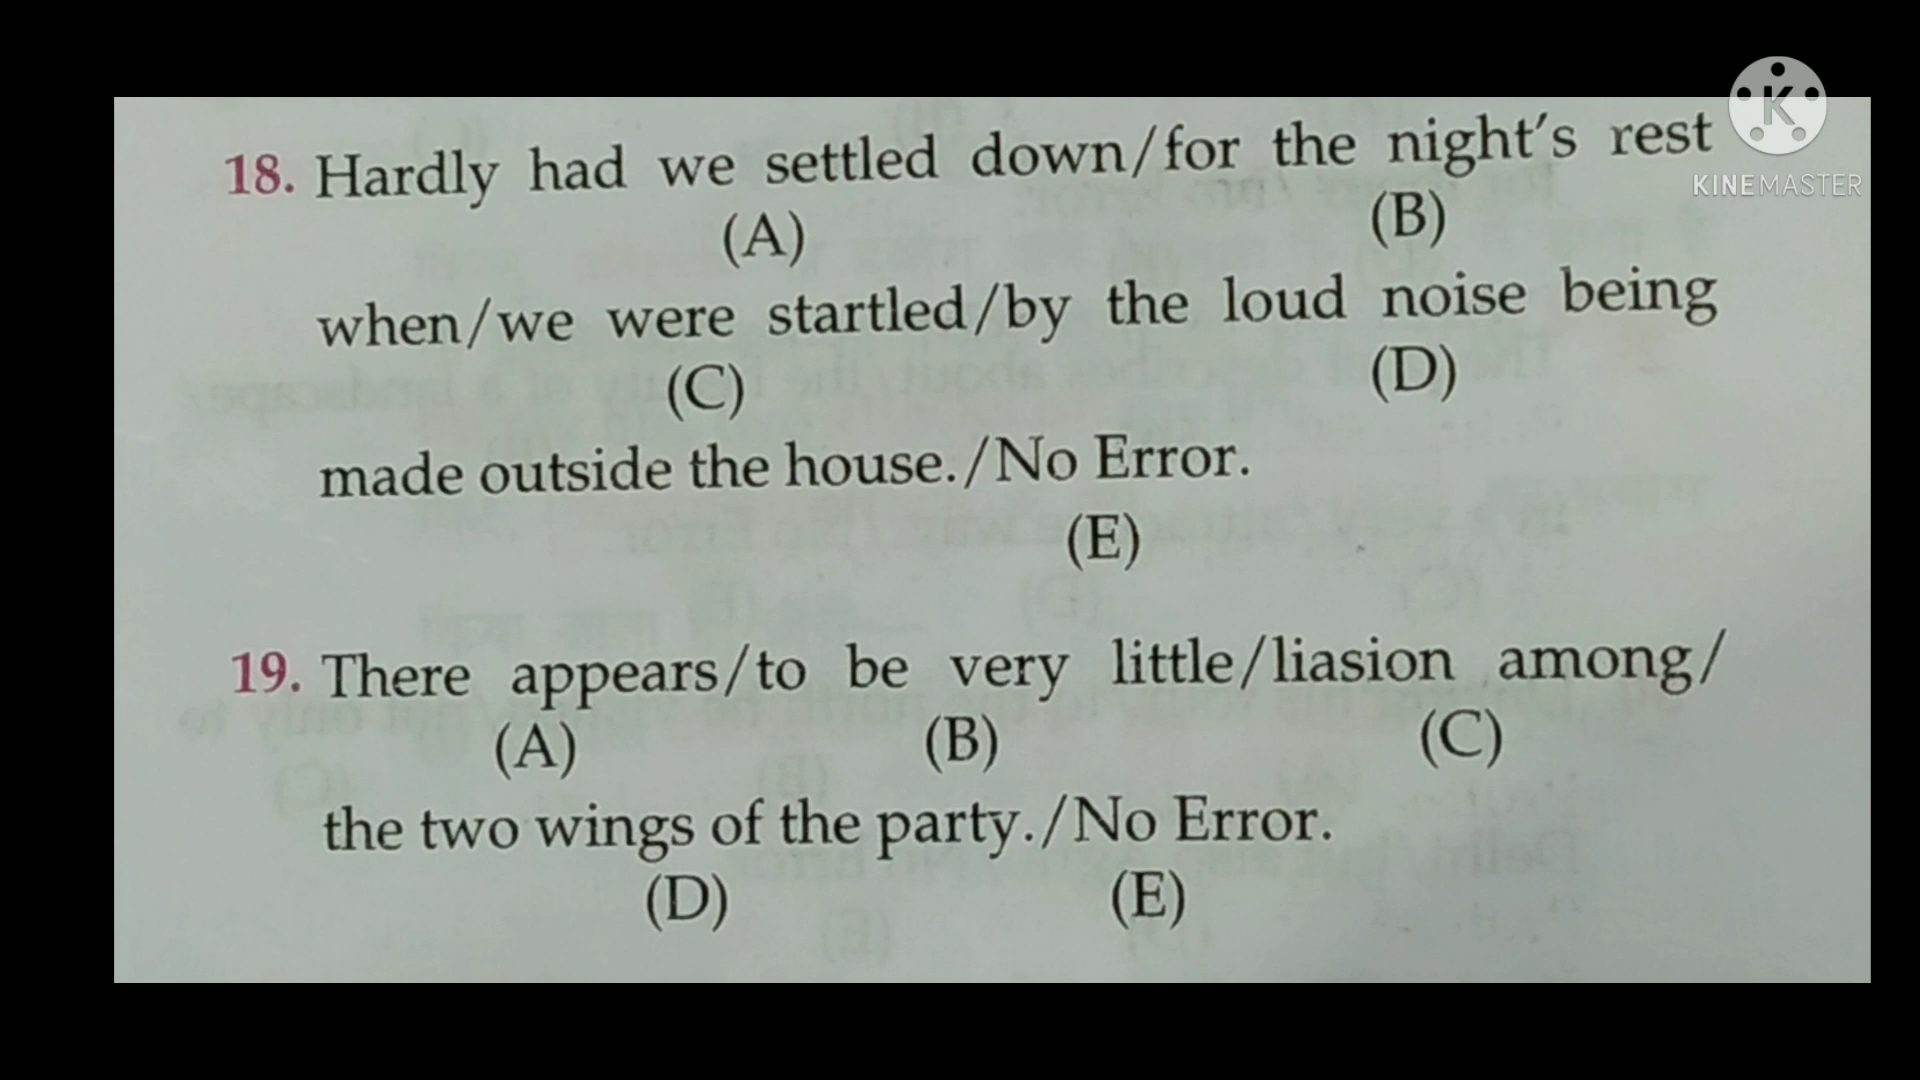 18. Hardly had we settled down/for the night's rest
(A) (B)
when/we were startled/by the loud noise being
(C) (D)
made outside the house./No Error.
(E)
19. There appears/to be very little/liasion among/
(A) (B) (C)
the two wings of the party./No Error.
(D) (E)
K
KINEMASTER